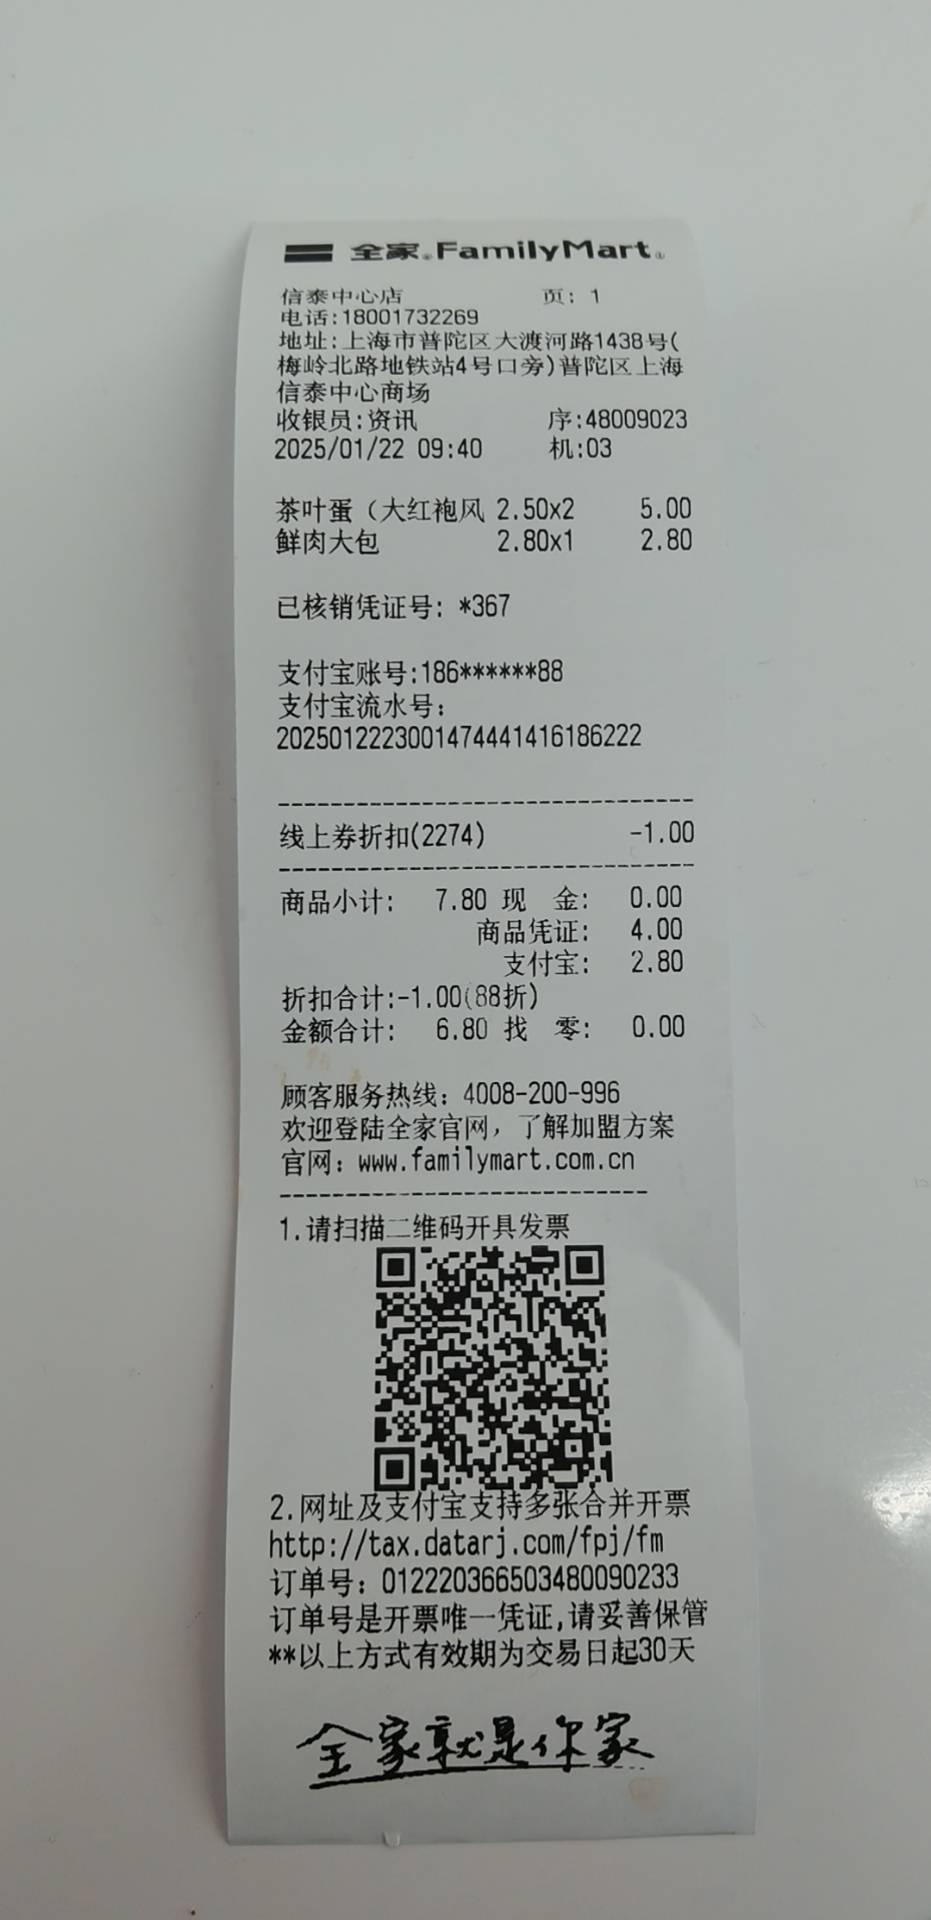 全家 FamilyMart
信泰中心店 页: 1
电话:18001732269
地址:上海市普陀区大渡河路1438号(
梅岭北路地铁站4号口旁)普陀区上海
信泰中心商场
收银员:资讯 序:48009023
2025/01/22 09:40 机:03
茶叶蛋（大红袍风 2.50x2 5.00
鲜肉大包 2.80x1 2.80
已核销凭证号: *367
支付宝账号:186******88
支付宝流水号:
2025012223001474441416186222
线上券折扣(2274) -1.00
商品小计: 7.80 现 金: 0.00
商品凭证: 4.00
支付宝: 2.80
折扣合计:-1.00(88折)
金额合计: 6.80 找 零: 0.00
顾客服务热线: 4008-200-996
欢迎登陆全家官网，了解加盟方案
官网: www.familymart.com.cn
1.请扫描二维码开具发票
2.网址及支付宝支持多张合并开票
http://tax.datarj.com/fpj/fm
订单号: 012220366503480090233
订单号是开票唯一凭证,请妥善保管
**以上方式有效期为交易日起30天
全家就是你家